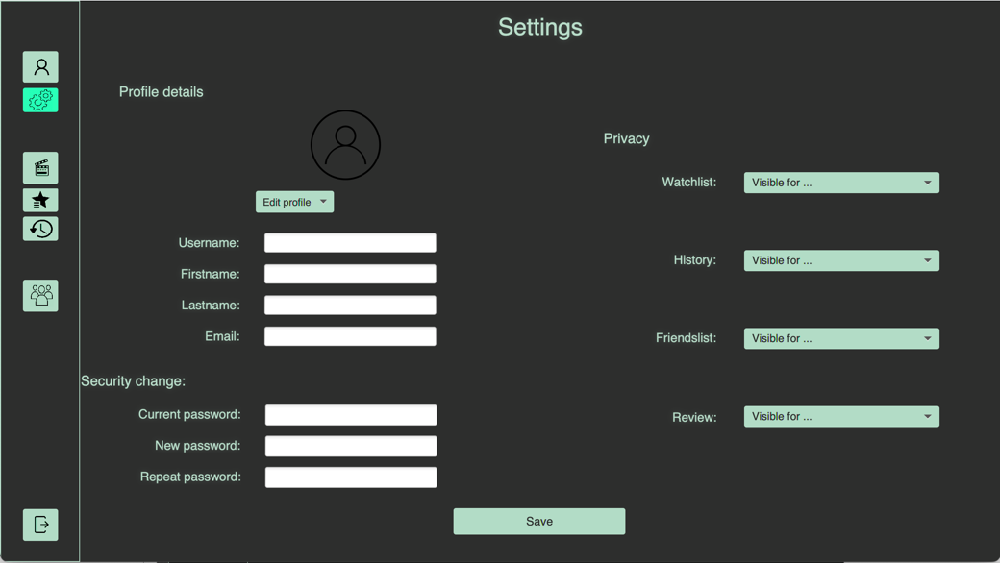 Settings
Profile details
Edit profile
Username:
Firstname:
Lastname:
Email:
Security change:
Current password:
New password:
Repeat password:
Privacy
Watchlist: Visible for ...
History: Visible for ...
Friendslist: Visible for ...
Review: Visible for ...
Save